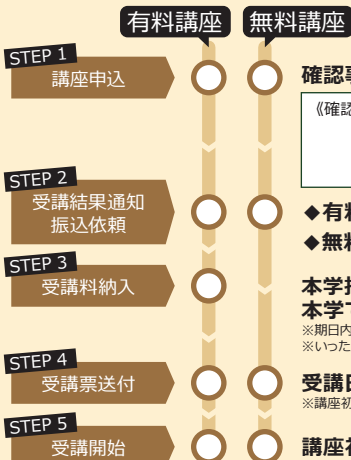 有料講座 無料講座
STEP 1
講座申込
確認事
《確認
STEP 2
受講結果通知
振込依頼
◆有料
◆無料
STEP 3
受講料納入
本学指
本学で
※期日内
※いった
STEP 4
受講票送付
受講日
※講座初
STEP 5
受講開始
講座初